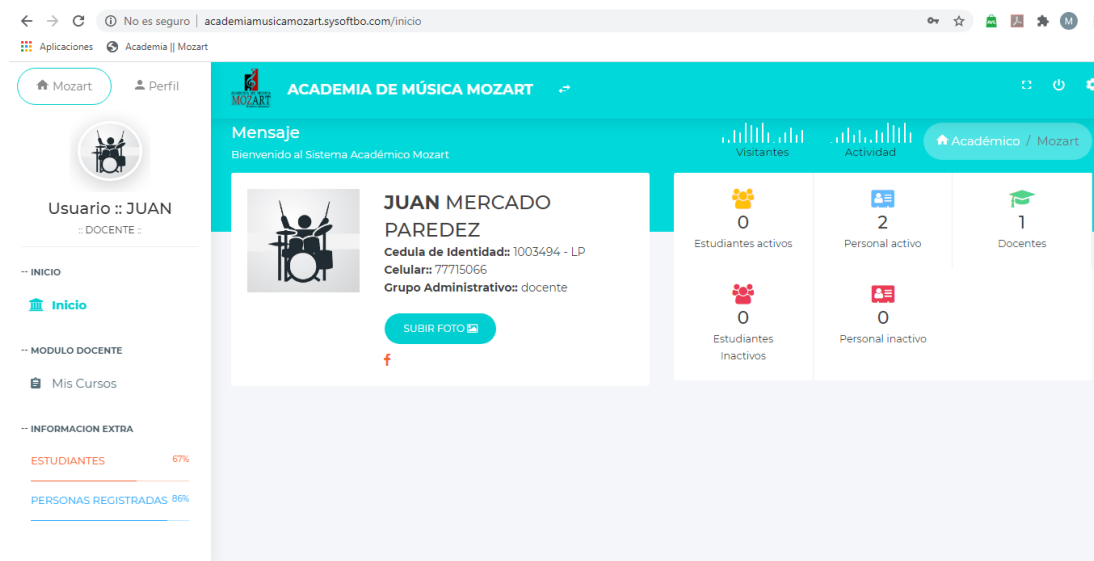 No es seguro | academiamusicamozart.sysoftbo.com/inicio
M
Aplicaciones Academia || Mozart
Mozart Perfil
MOZART ACADEMIA DE MÚSICA MOZART
Mensaje
Bienvenido al Sistema Académico Mozart
Visitantes Actividad Académico / Mozart
Usuario :: JUAN
:: DOCENTE ::
-- INICIO
Inicio
-- MODULO DOCENTE
Mis Cursos
-- INFORMACION EXTRA
ESTUDIANTES 67%
PERSONAS REGISTRADAS 86%
JUAN MERCADO
PAREDEZ
Cedula de Identidad:: 1003494 - LP
Celular:: 77715066
Grupo Administrativo:: docente
SUBIR FOTO
0
Estudiantes activos
2
Personal activo
1
Docentes
0
Estudiantes
Inactivos
0
Personal inactivo